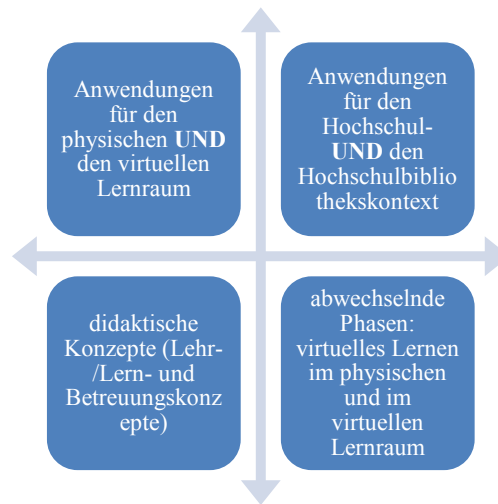 Anwendungen
für den
physischen UND
den virtuellen
Lernraum
Anwendungen
für den
Hochschul-
UND den
Hochschulbiblio
thekskontext
didaktische
Konzepte (Lehr-
/Lern- und
Betreuungskonz
epte)
abwechselnde
Phasen:
virtuelles Lernen
im physischen
und im
virtuellen
Lernraum